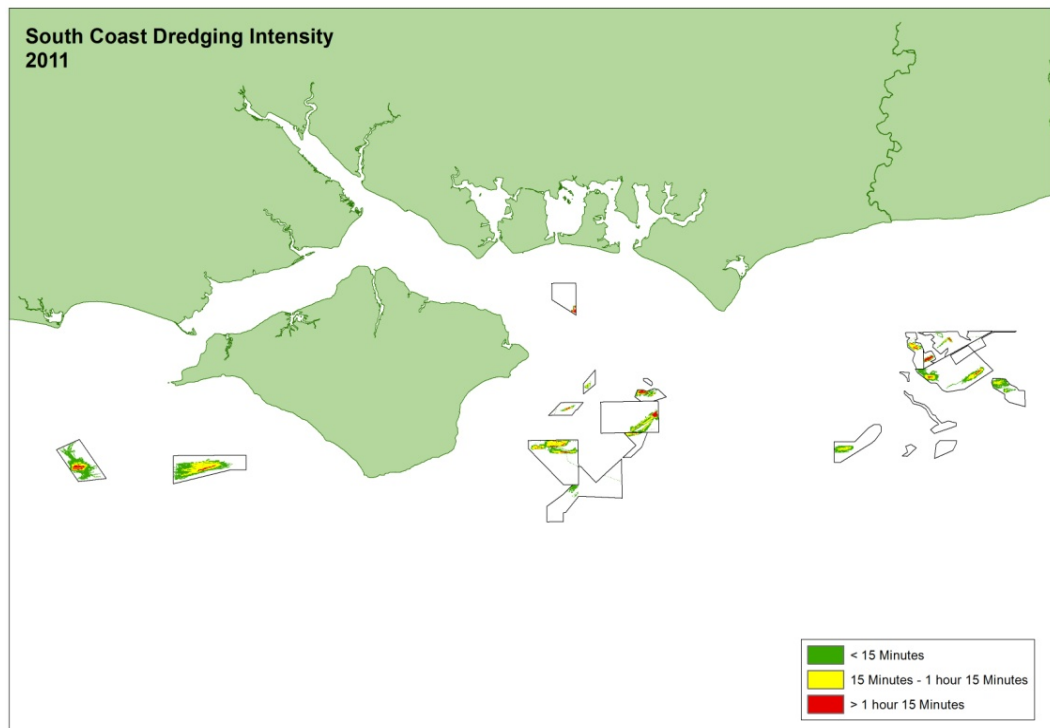 South Coast Dredging Intensity
2011
< 15 Minutes
15 Minutes - 1 hour 15 Minutes
> 1 hour 15 Minutes